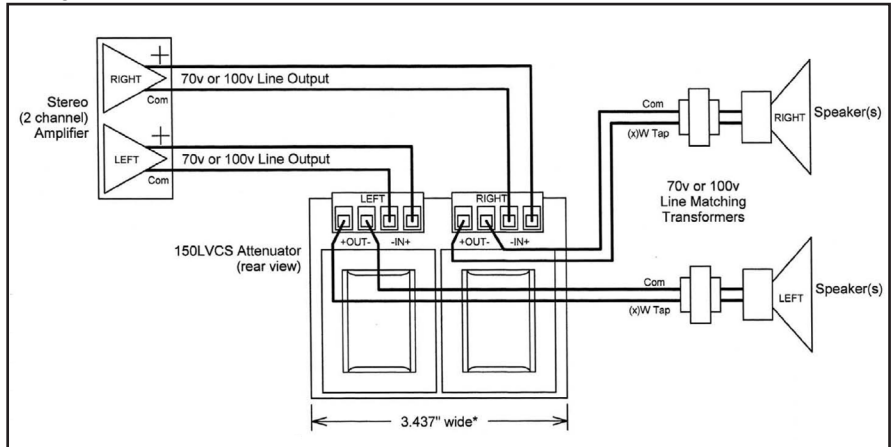 RIGHT
+
70v or 100v Line Output
Com
Stereo
(2 channel)
Amplifier
LEFT
+
70v or 100v Line Output
Com
Com
(x)W Tap
RIGHT
Speaker(s)
70v or 100v
Line Matching
Transformers
LEFT
RIGHT
+OUT-
-IN+
+OUT-
-IN+
150LVCS Attenuator
(rear view)
Com
(x)W Tap
LEFT
Speaker(s)
3.437" wide*